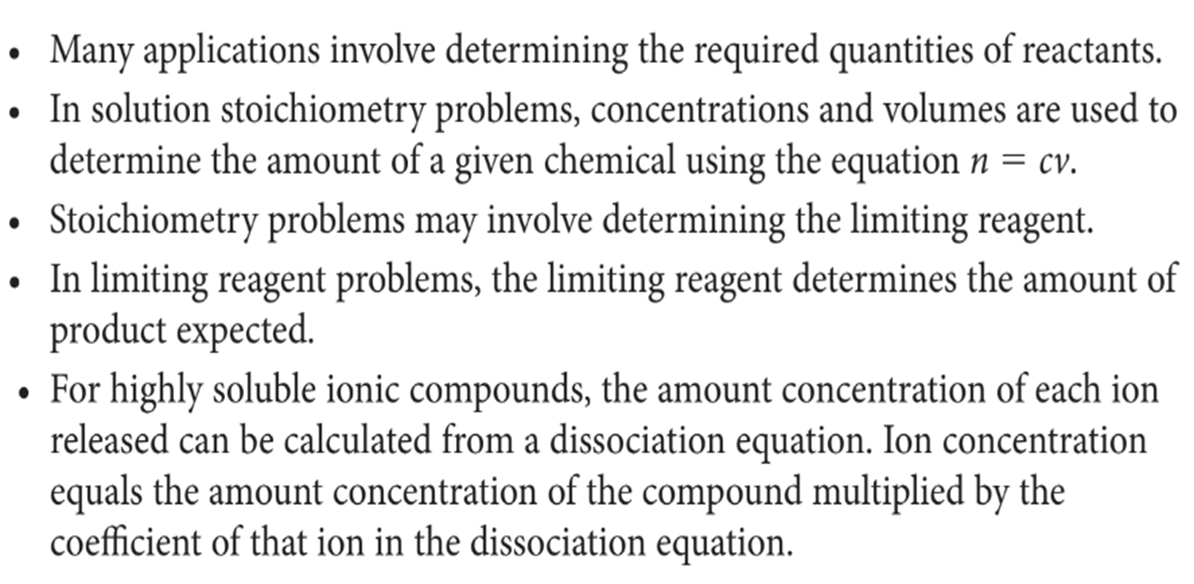 • Many applications involve determining the required quantities of reactants.
• In solution stoichiometry problems, concentrations and volumes are used to
determine the amount of a given chemical using the equation n = cv.
• Stoichiometry problems may involve determining the limiting reagent.
• In limiting reagent problems, the limiting reagent determines the amount of
product expected.
• For highly soluble ionic compounds, the amount concentration of each ion
released can be calculated from a dissociation equation. Ion concentration
equals the amount concentration of the compound multiplied by the
coefficient of that ion in the dissociation equation.